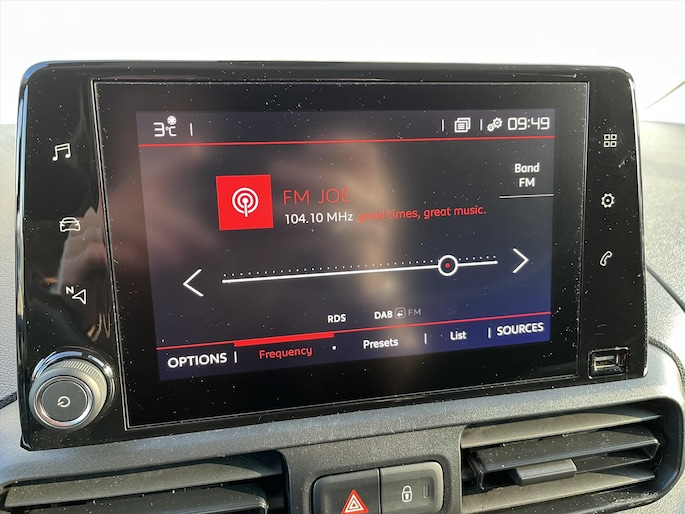 3°C
09:49
Band
FM
FM JOE
104.10 MHz good times, great music.
N
RDS DAB FM
OPTIONS Frequency Presets List SOURCES